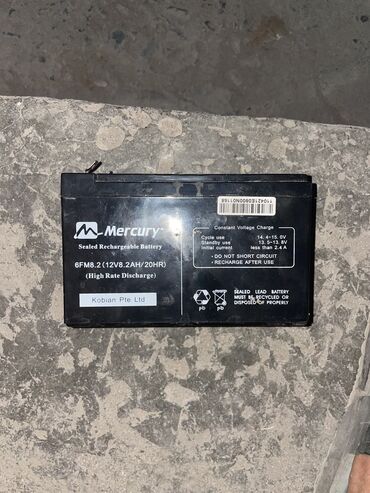 Mercury
Sealed Rechargeable Battery
6FM8.2 (12V8.2AH/20HR)
(High Rate Discharge)
Kobian Pte Ltd
Constant Voltage Charge
Cycle use 14.4-15.0V
Standby use 13.5-13.8V
Initial current less than 2.4 A
• DO NOT SHORT CIRCUIT
• RECHARGE AFTER USE
SEALED LEAD BATTERY
MUST BE RECYCLED OR
DISPOSED OF PROPERLY
Pb Pb